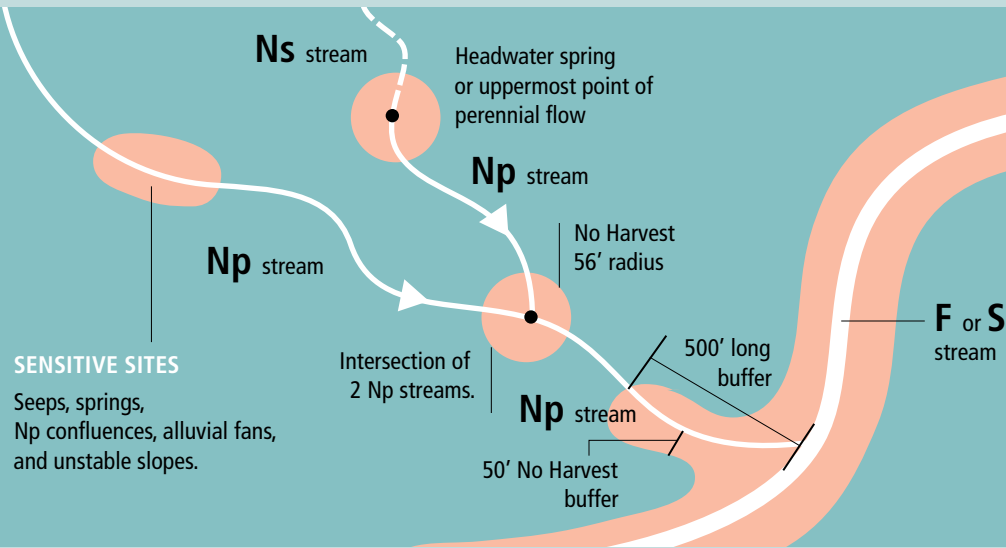 Ns stream
Headwater spring
or uppermost point of
perennial flow
Np stream
No Harvest
56' radius
Np stream
F or S
stream
SENSITIVE SITES
Seeps, springs,
Np confluences, alluvial fans,
and unstable slopes.
Intersection of
2 Np streams.
500' long
buffer
Np stream
50' No Harvest
buffer